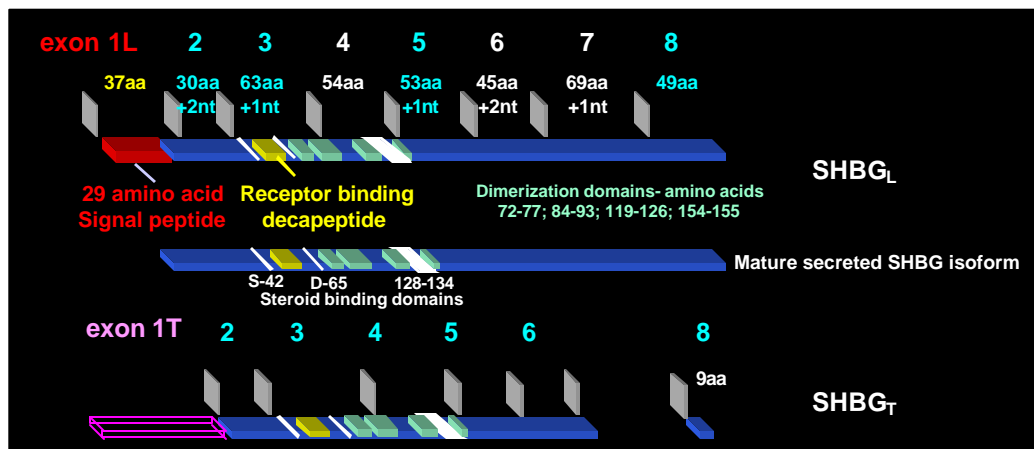 exon 1L 2 3 4 5 6 7 8
37aa 30aa 63aa 54aa 53aa 45aa 69aa 49aa
+2nt +1nt +1nt +2nt +1nt
SHBGL
29 amino acid
Signal peptide
Receptor binding
decapeptide
Dimerization domains- amino acids
72-77; 84-93; 119-126; 154-155
Mature secreted SHBG isoform
S-42 D-65 128-134
Steroid binding domains
exon 1T 2 3 4 5 6 8
9aa
SHBGT